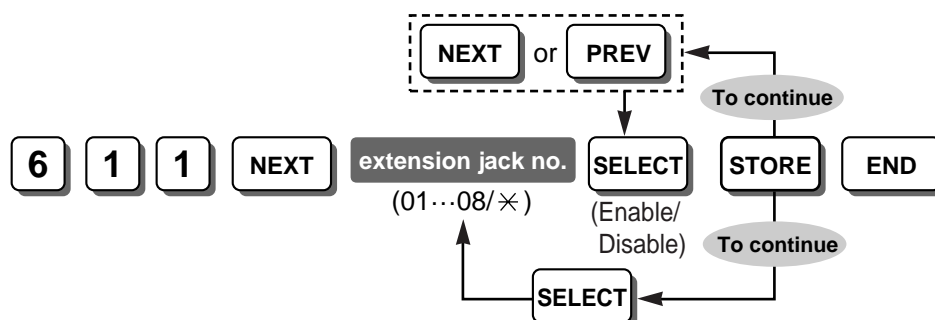 NEXT or PREV
To continue
6 1 1 NEXT extension jack no. SELECT STORE END
(01···08/✳)
(Enable/
Disable)
To continue
SELECT